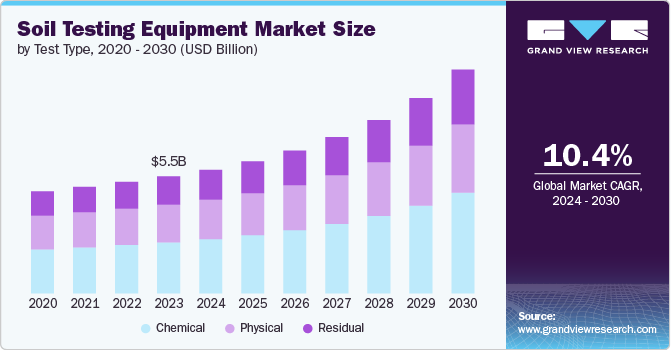 Soil Testing Equipment Market Size
by Test Type, 2020 - 2030 (USD Billion)
$5.5B
2020 2021 2022 2023 2024 2025 2026 2027 2028 2029 2030
Chemical Physical Residual
GRAND VIEW RESEARCH
10.4%
Global Market CAGR,
2024 - 2030
Source:
www.grandviewresearch.com